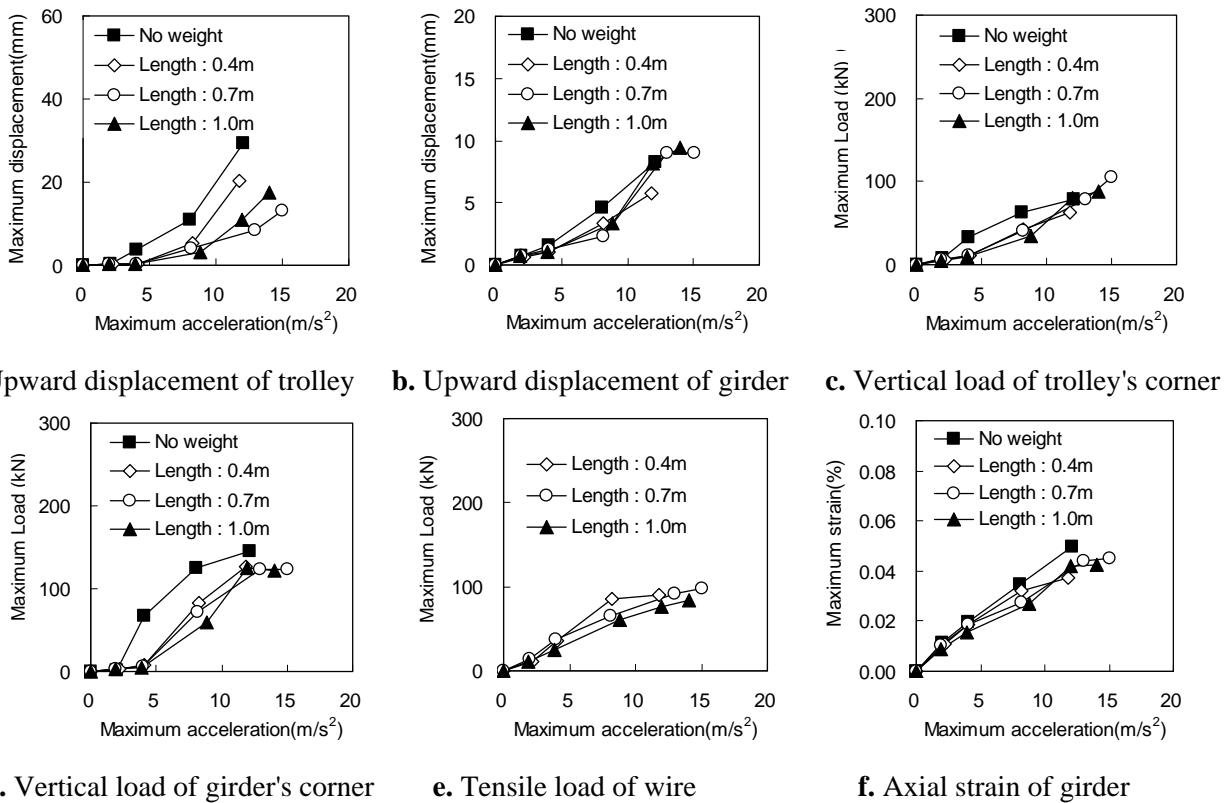 60
40
20
0
Maximum displacement(mm)
No weight
Length : 0.4m
Length : 0.7m
Length : 1.0m
0 5 10 15 20
Maximum acceleration(m/s²)
20
15
10
5
0
Maximum displacement(mm)
No weight
Length : 0.4m
Length : 0.7m
Length : 1.0m
0 5 10 15 20
Maximum acceleration(m/s²)
300
200
100
0
Maximum Load (kN)
No weight
Length : 0.4m
Length : 0.7m
Length : 1.0m
0 5 10 15 20
Maximum acceleration(m/s²)
Upward displacement of trolley
b. Upward displacement of girder
c. Vertical load of trolley's corner
300
200
100
0
Maximum Load (kN)
No weight
Length : 0.4m
Length : 0.7m
Length : 1.0m
0 5 10 15 20
Maximum acceleration(m/s²)
300
200
100
0
Maximum Load (kN)
Length : 0.4m
Length : 0.7m
Length : 1.0m
0 5 10 15 20
Maximum acceleration(m/s²)
0.10
0.08
0.06
0.04
0.02
0.00
Maximum strain(%)
No weight
Length : 0.4m
Length : 0.7m
Length : 1.0m
0 5 10 15 20
Maximum acceleration(m/s²)
. Vertical load of girder's corner
e. Tensile load of wire
f. Axial strain of girder